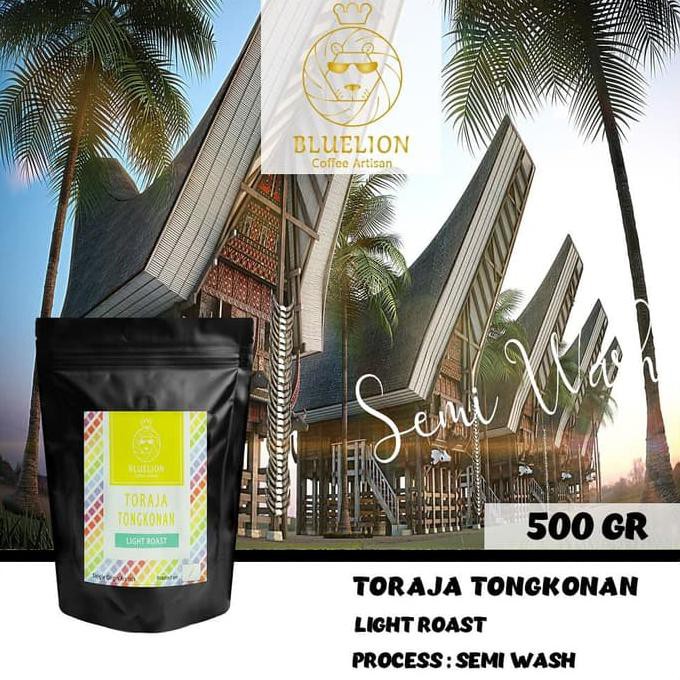 BLUELION
Coffee Artisan
Semi Wash
BLUELION
TORAJA
TONGKONAN
LIGHT ROAST
500 GR
TORAJA TONGKONAN
LIGHT ROAST
PROCESS : SEMI WASH